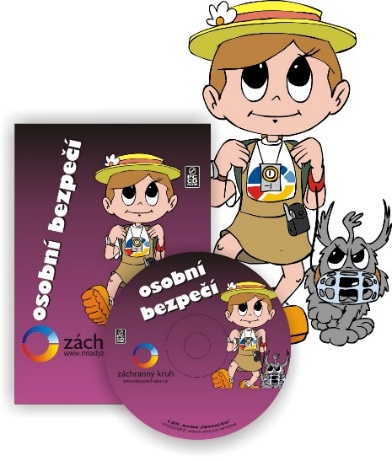 osobní bezpečí
zách
www.mladyz
osobní
bezpečí
záchranný kruh